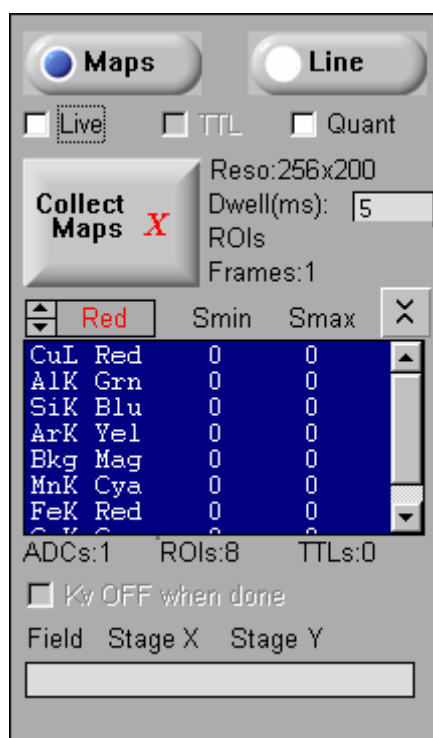 Maps Line
Live TTL Quant
Collect Maps X
Reso:256x200
Dwell(ms): 5
ROIs
Frames:1
Red Smin Smax
CuL Red 0 0
AlK Grn 0 0
SiK Blu 0 0
ArK Yel 0 0
Bkg Mag 0 0
MnK Cya 0 0
FeK Red 0 0
ADCs:1 ROIs:8 TTLs:0
Kv OFF when done
Field Stage X Stage Y